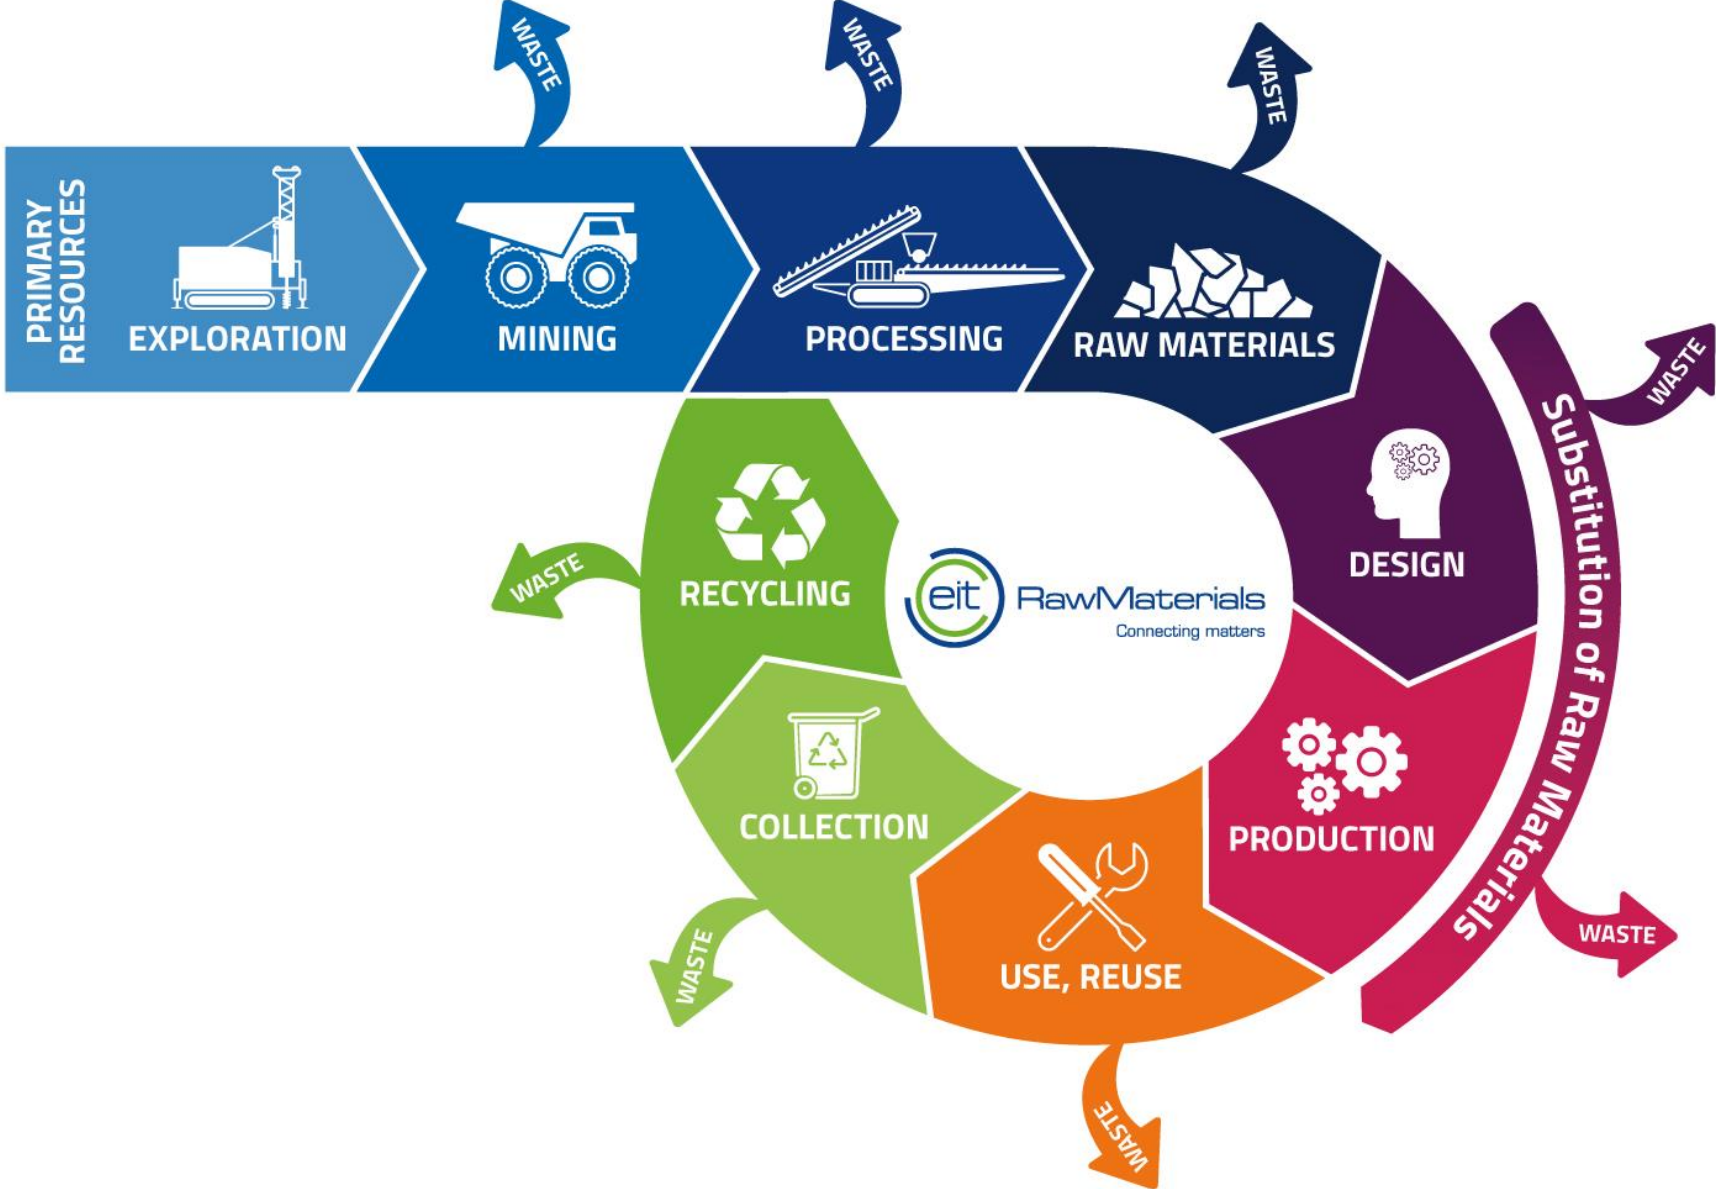 WASTE
WASTE
WASTE
PRIMARY
RESOURCES
EXPLORATION
MINING
PROCESSING
RAW MATERIALS
WASTE
Substitution of Raw Materials
DESIGN
RECYCLING
WASTE
eit RawMaterials
Connecting matters
COLLECTION
PRODUCTION
WASTE
USE, REUSE
WASTE
WASTE